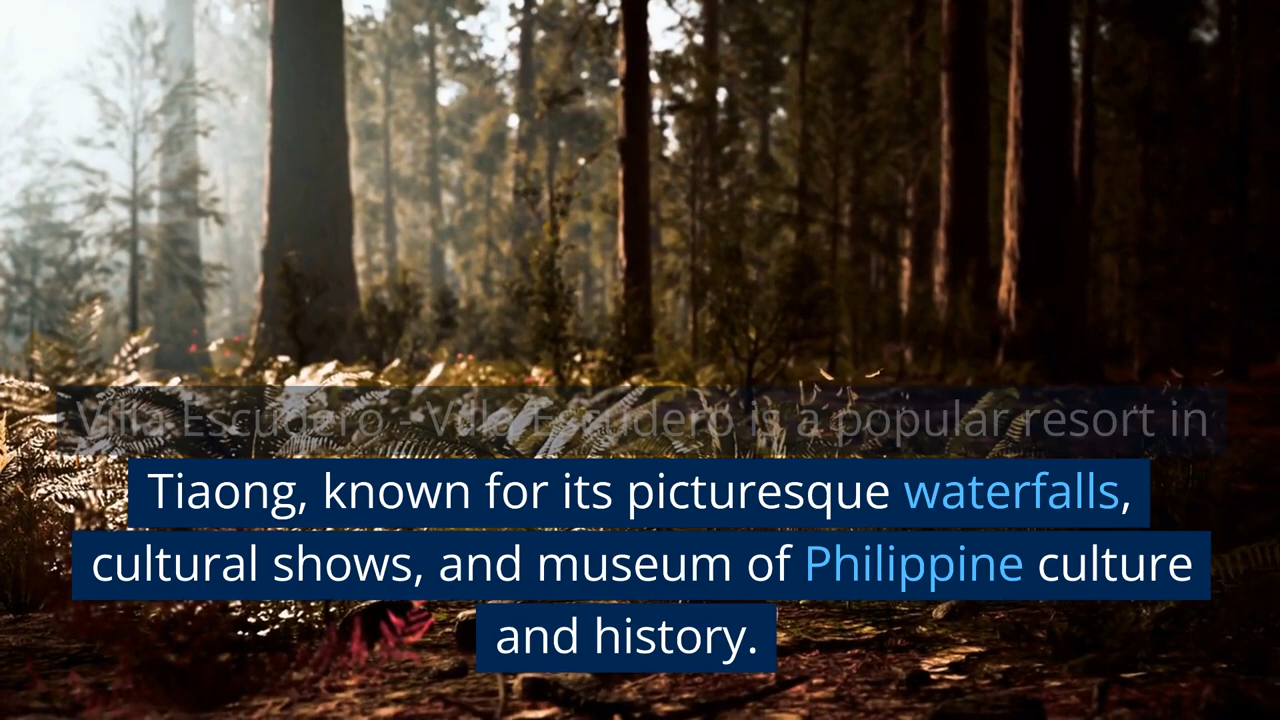 Villa Escudero - Villa Escudero is a popular resort in
Tiaong, known for its picturesque waterfalls,
cultural shows, and museum of Philippine culture
and history.